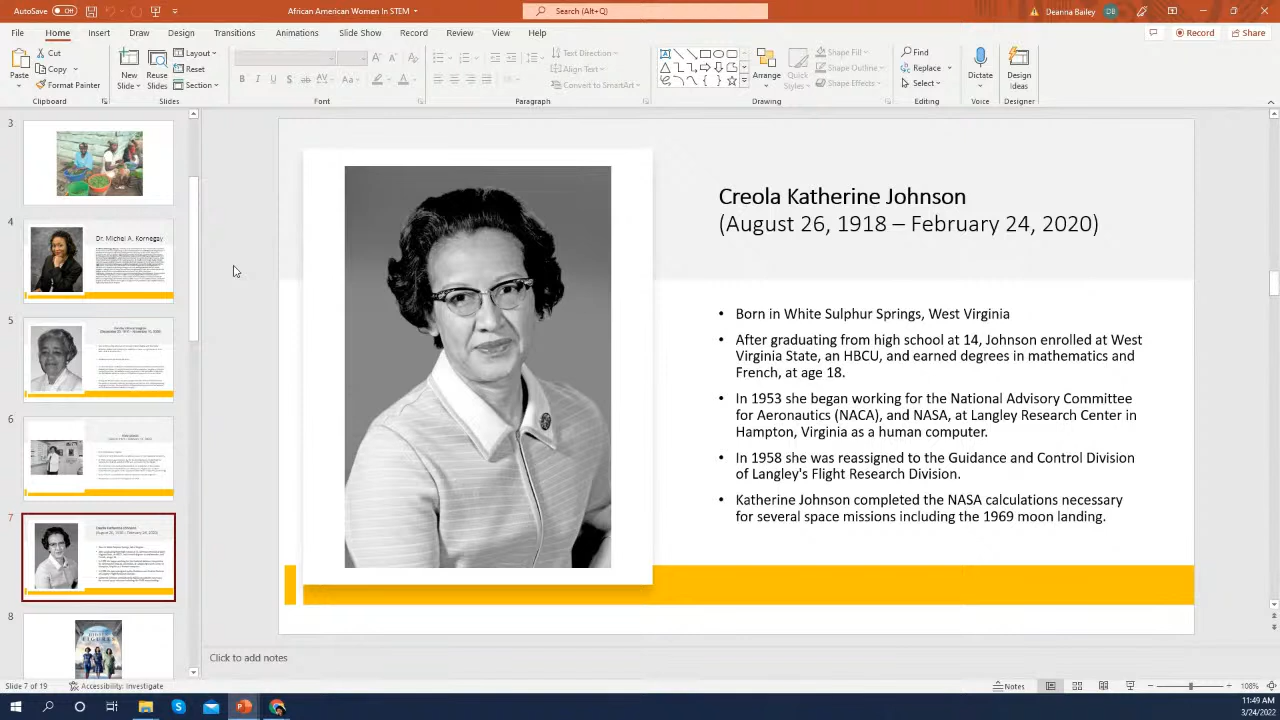 AutoSave Off
African American Women In STEM
Search (Alt+Q)
Deanna Bailey DB
File Home Insert Draw Design Transitions Animations Slide Show Record Review View Help
Record Share
Paste
Cut
Copy
Format Painter
Clipboard
New Slides
Reuse Slides
Layout
Reset
Section
Slides
B I U S
Font
Text Direction
Align Text
Convert to SmartArt
Paragraph
Arrange
Quick Styles
Shape Fill
Shape Outline
Shape Effects
Drawing
Find
Replace
Select
Editing
Dictate
Voice
Design Ideas
Designer
3
4
Dr. Michel A. Kornegay
5
6
8
Creola Katherine Johnson
(August 26, 1918 – February 24, 2020)
• Born in White Sulphur Springs, West Virginia
• After graduating from high school at 14, Johnson enrolled at West
Virginia State, an HBCU, and earned degrees in mathematics and
French, at age 18.
• In 1953 she began working for the National Advisory Committee
for Aeronautics (NACA), and NASA, at Langley Research Center in
Hampton, Virginia as a human computer.
• In 1958 she was reassigned to the Guidance and Control Division
of Langley's Flight Research Division.
• Katherine Johnson completed the NASA calculations necessary
for several space missions including the 1969 moon landing.
Click to add notes
Slide 7 of 19
Accessibility: Investigate
Notes
108%
11:49 AM
3/24/2022